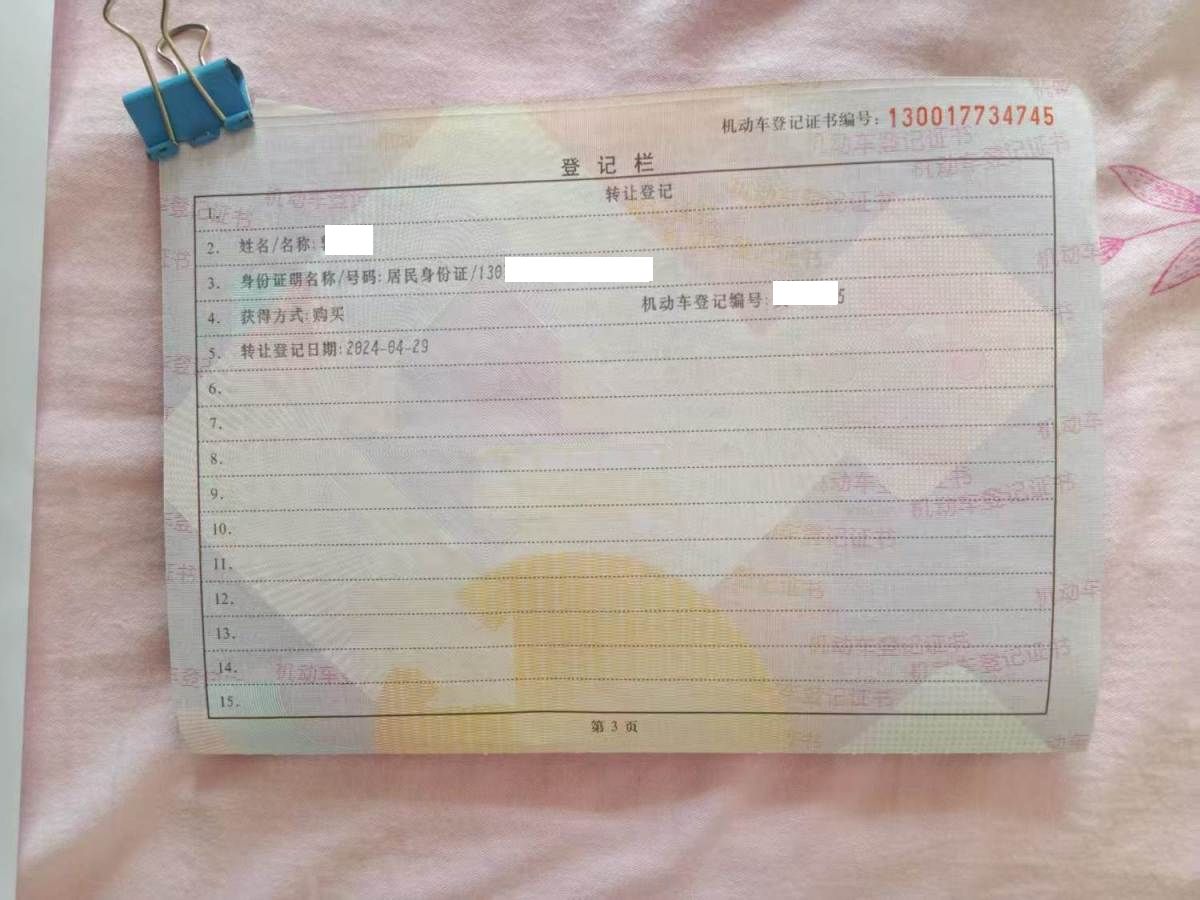 机动车登记证书编号：130017734745
登记栏
1. 转让登记
2. 姓名/名称:
3. 身份证明名称/号码:居民身份证/130
4. 获得方式:购买 机动车登记编号: 5
5. 转让登记日期:2024-04-29
6.
7.
8.
9.
10.
11.
12.
13.
14.
15.
第 3 页